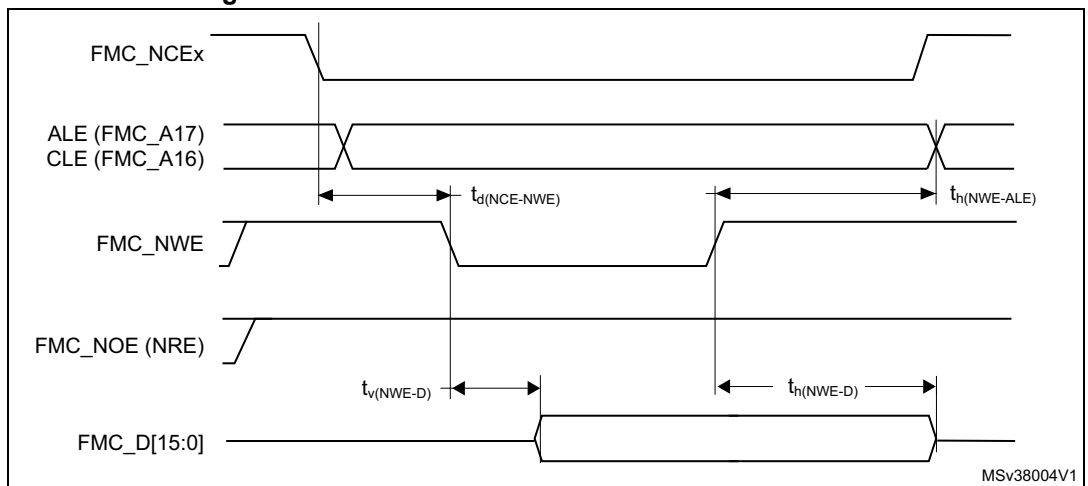 FMC_NCEx
ALE (FMC_A17)
CLE (FMC_A16)
td(NCE-NWE)
th(NWE-ALE)
FMC_NWE
FMC_NOE (NRE)
tv(NWE-D)
th(NWE-D)
FMC_D[15:0]
MSv38004V1